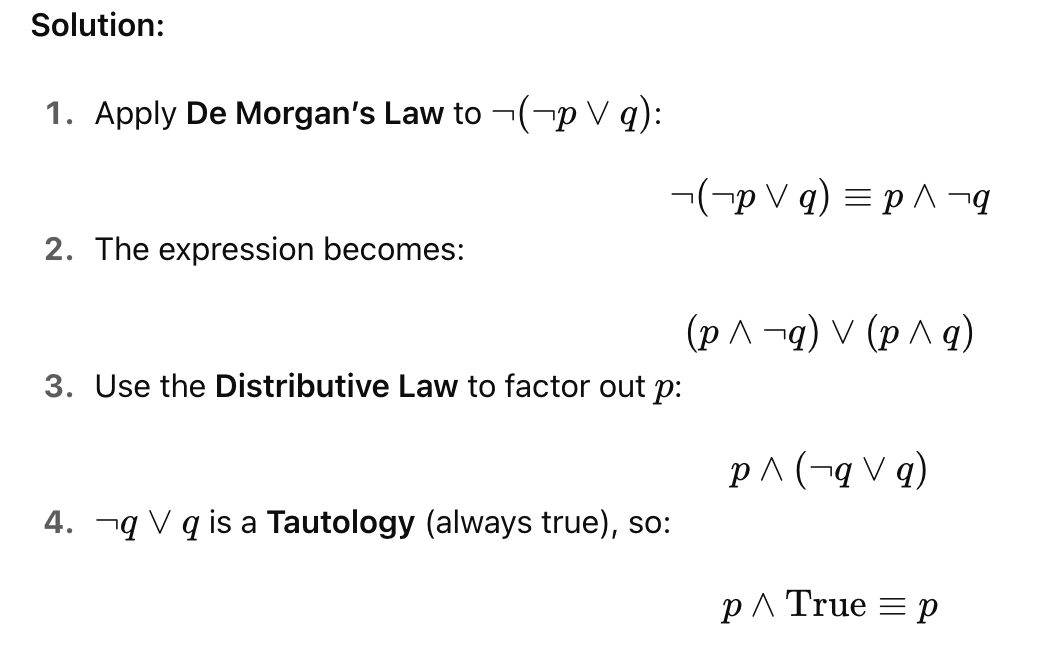 Solution:
1. Apply De Morgan's Law to ¬(¬p ∨ q):
¬(¬p ∨ q) ≡ p ∧ ¬q
2. The expression becomes:
(p ∧ ¬q) ∨ (p ∧ q)
3. Use the Distributive Law to factor out p:
p ∧ (¬q ∨ q)
4. ¬q ∨ q is a Tautology (always true), so:
p ∧ True ≡ p